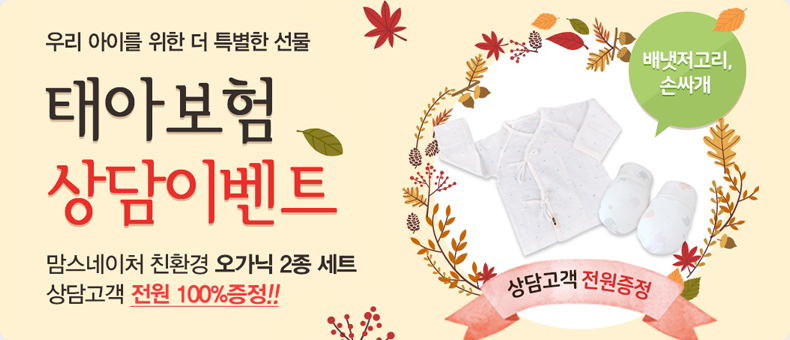 우리 아이를 위한 더 특별한 선물
태아보험
상담이벤트
맘스네이처 친환경 오가닉 2종 세트
상담고객 전원 100%증정!!
배냇저고리,
손싸개
상담고객 전원증정